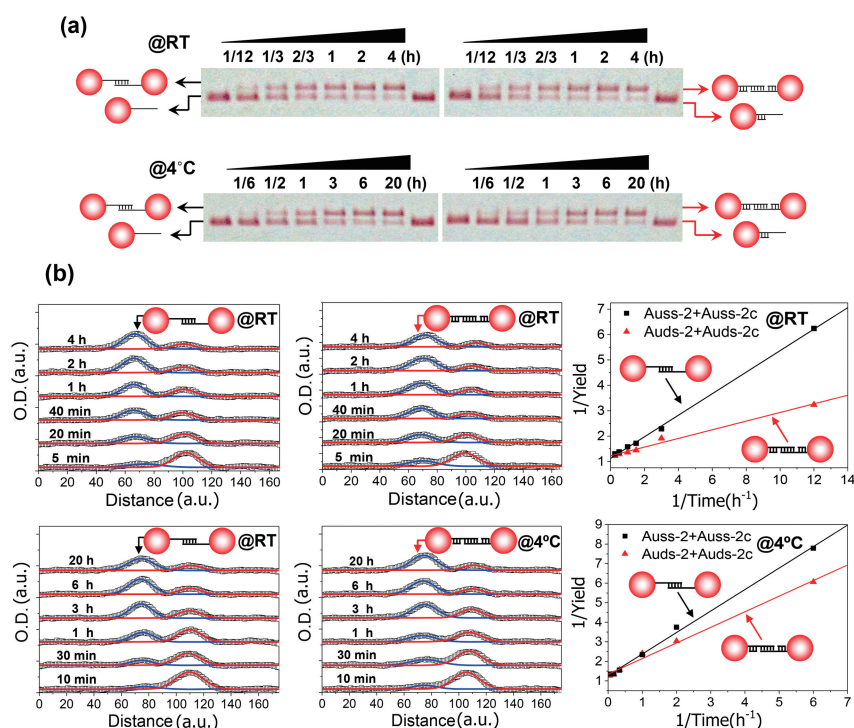 (a)
@RT
1/12 1/3 2/3 1 2 4 (h)
1/12 1/3 2/3 1 2 4 (h)
@4°C
1/6 1/2 1 3 6 20 (h)
1/6 1/2 1 3 6 20 (h)
(b)
O.D. (a.u.)
@RT
4 h
2 h
1 h
40 min
20 min
5 min
0 20 40 60 80 100 120 140 160
Distance (a.u.)
O.D. (a.u.)
@RT
4 h
2 h
1 h
40 min
20 min
5 min
0 20 40 60 80 100 120 140 160
Distance (a.u.)
1/Yield
7
6
5
4
3
2
1
Auss-2+Auss-2c @RT
Auds-2+Auds-2c
0 2 4 6 8 10 12 14
1/Time(h⁻¹)
O.D. (a.u.)
@RT
20 h
6 h
3 h
1 h
30 min
10 min
0 20 40 60 80 100 120 140 160
Distance (a.u.)
O.D. (a.u.)
@4ºC
20 h
6 h
3 h
1 h
30 min
10 min
0 20 40 60 80 100 120 140 160
Distance (a.u.)
1/Yield
9
8
7
6
5
4
3
2
1
Auss-2+Auss-2c @4ºC
Auds-2+Auds-2c
0 1 2 3 4 5 6 7
1/Time(h⁻¹)